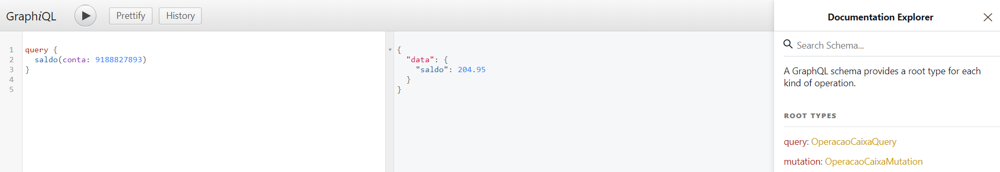 GraphiQL
Prettify
History
1 query {
2 saldo(conta: 9188827893)
3 }
4
5
{
"data": {
"saldo": 204.95
}
}
Documentation Explorer
Search Schema...
A GraphQL schema provides a root type for each
kind of operation.
ROOT TYPES
query: OperacaoCaixaQuery
mutation: OperacaoCaixaMutation